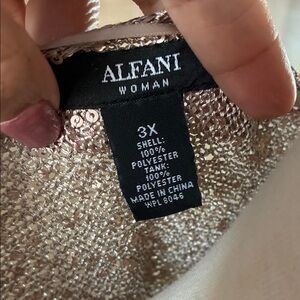 ALFANI
WOMAN
3X
SHELL:
100%
POLYESTER
TANK:
100%
POLYESTER
MADE IN CHINA
WPL 8046